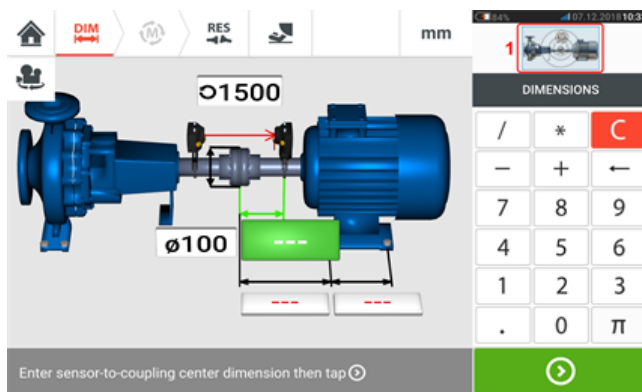 DIM
M
RES
mm
84%
07.12.2018 10:3
1
DIMENSIONS
1500
ø100
---
---
---
/ * C
- + ←
7 8 9
4 5 6
1 2 3
. 0 π
Enter sensor-to-coupling center dimension then tap